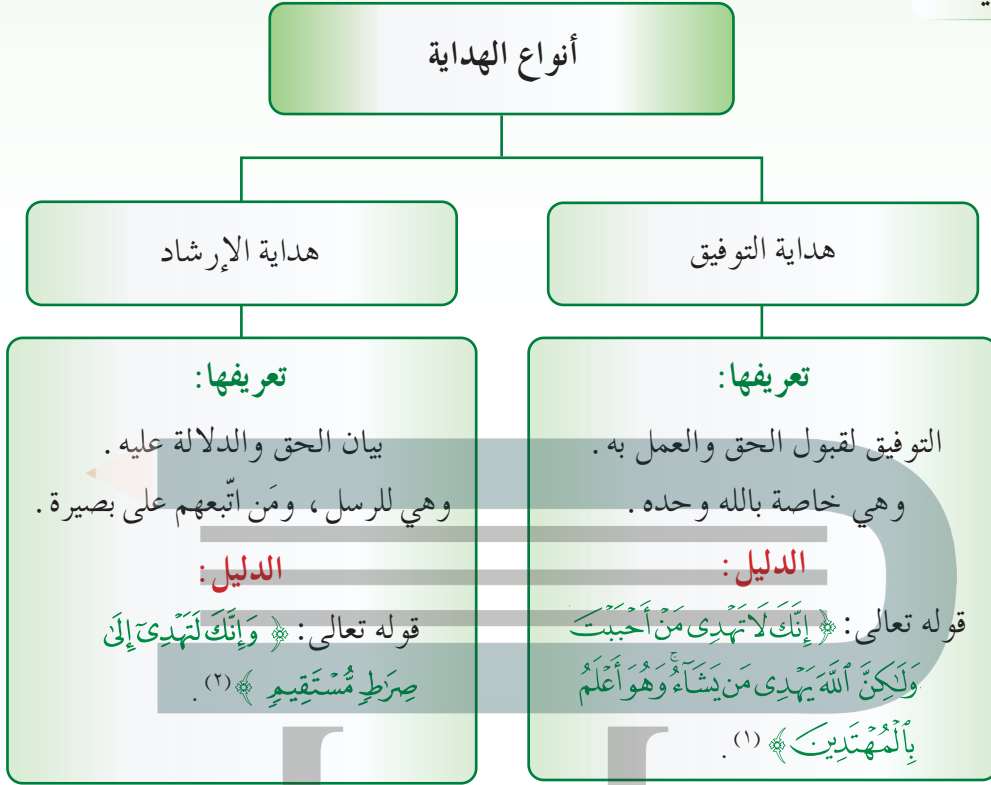 أنواع الهداية
هداية التوفيق
تعريفها:
التوفيق لقبول الحق والعمل به .
وهي خاصة بالله وحده .
الدليل:
قوله تعالى: ﴿ إِنَّكَ لَا تَهْدِى مَنْ أَحْبَبْتَ
وَلَٰكِنَّ ٱللَّهَ يَهْدِى مَن يَشَآءُ ۚ وَهُوَ أَعْلَمُ
بِٱلْمُهْتَدِينَ ﴾ (١) .
هداية الإرشاد
تعريفها:
بيان الحق والدلالة عليه .
وهي للرسل، ومَن اتّبعهم على بصيرة .
الدليل:
قوله تعالى: ﴿ وَإِنَّكَ لَتَهْدِىٓ إِلَىٰ
صِرَٰطٍ مُّسْتَقِيمٍ ﴾ (٢) .